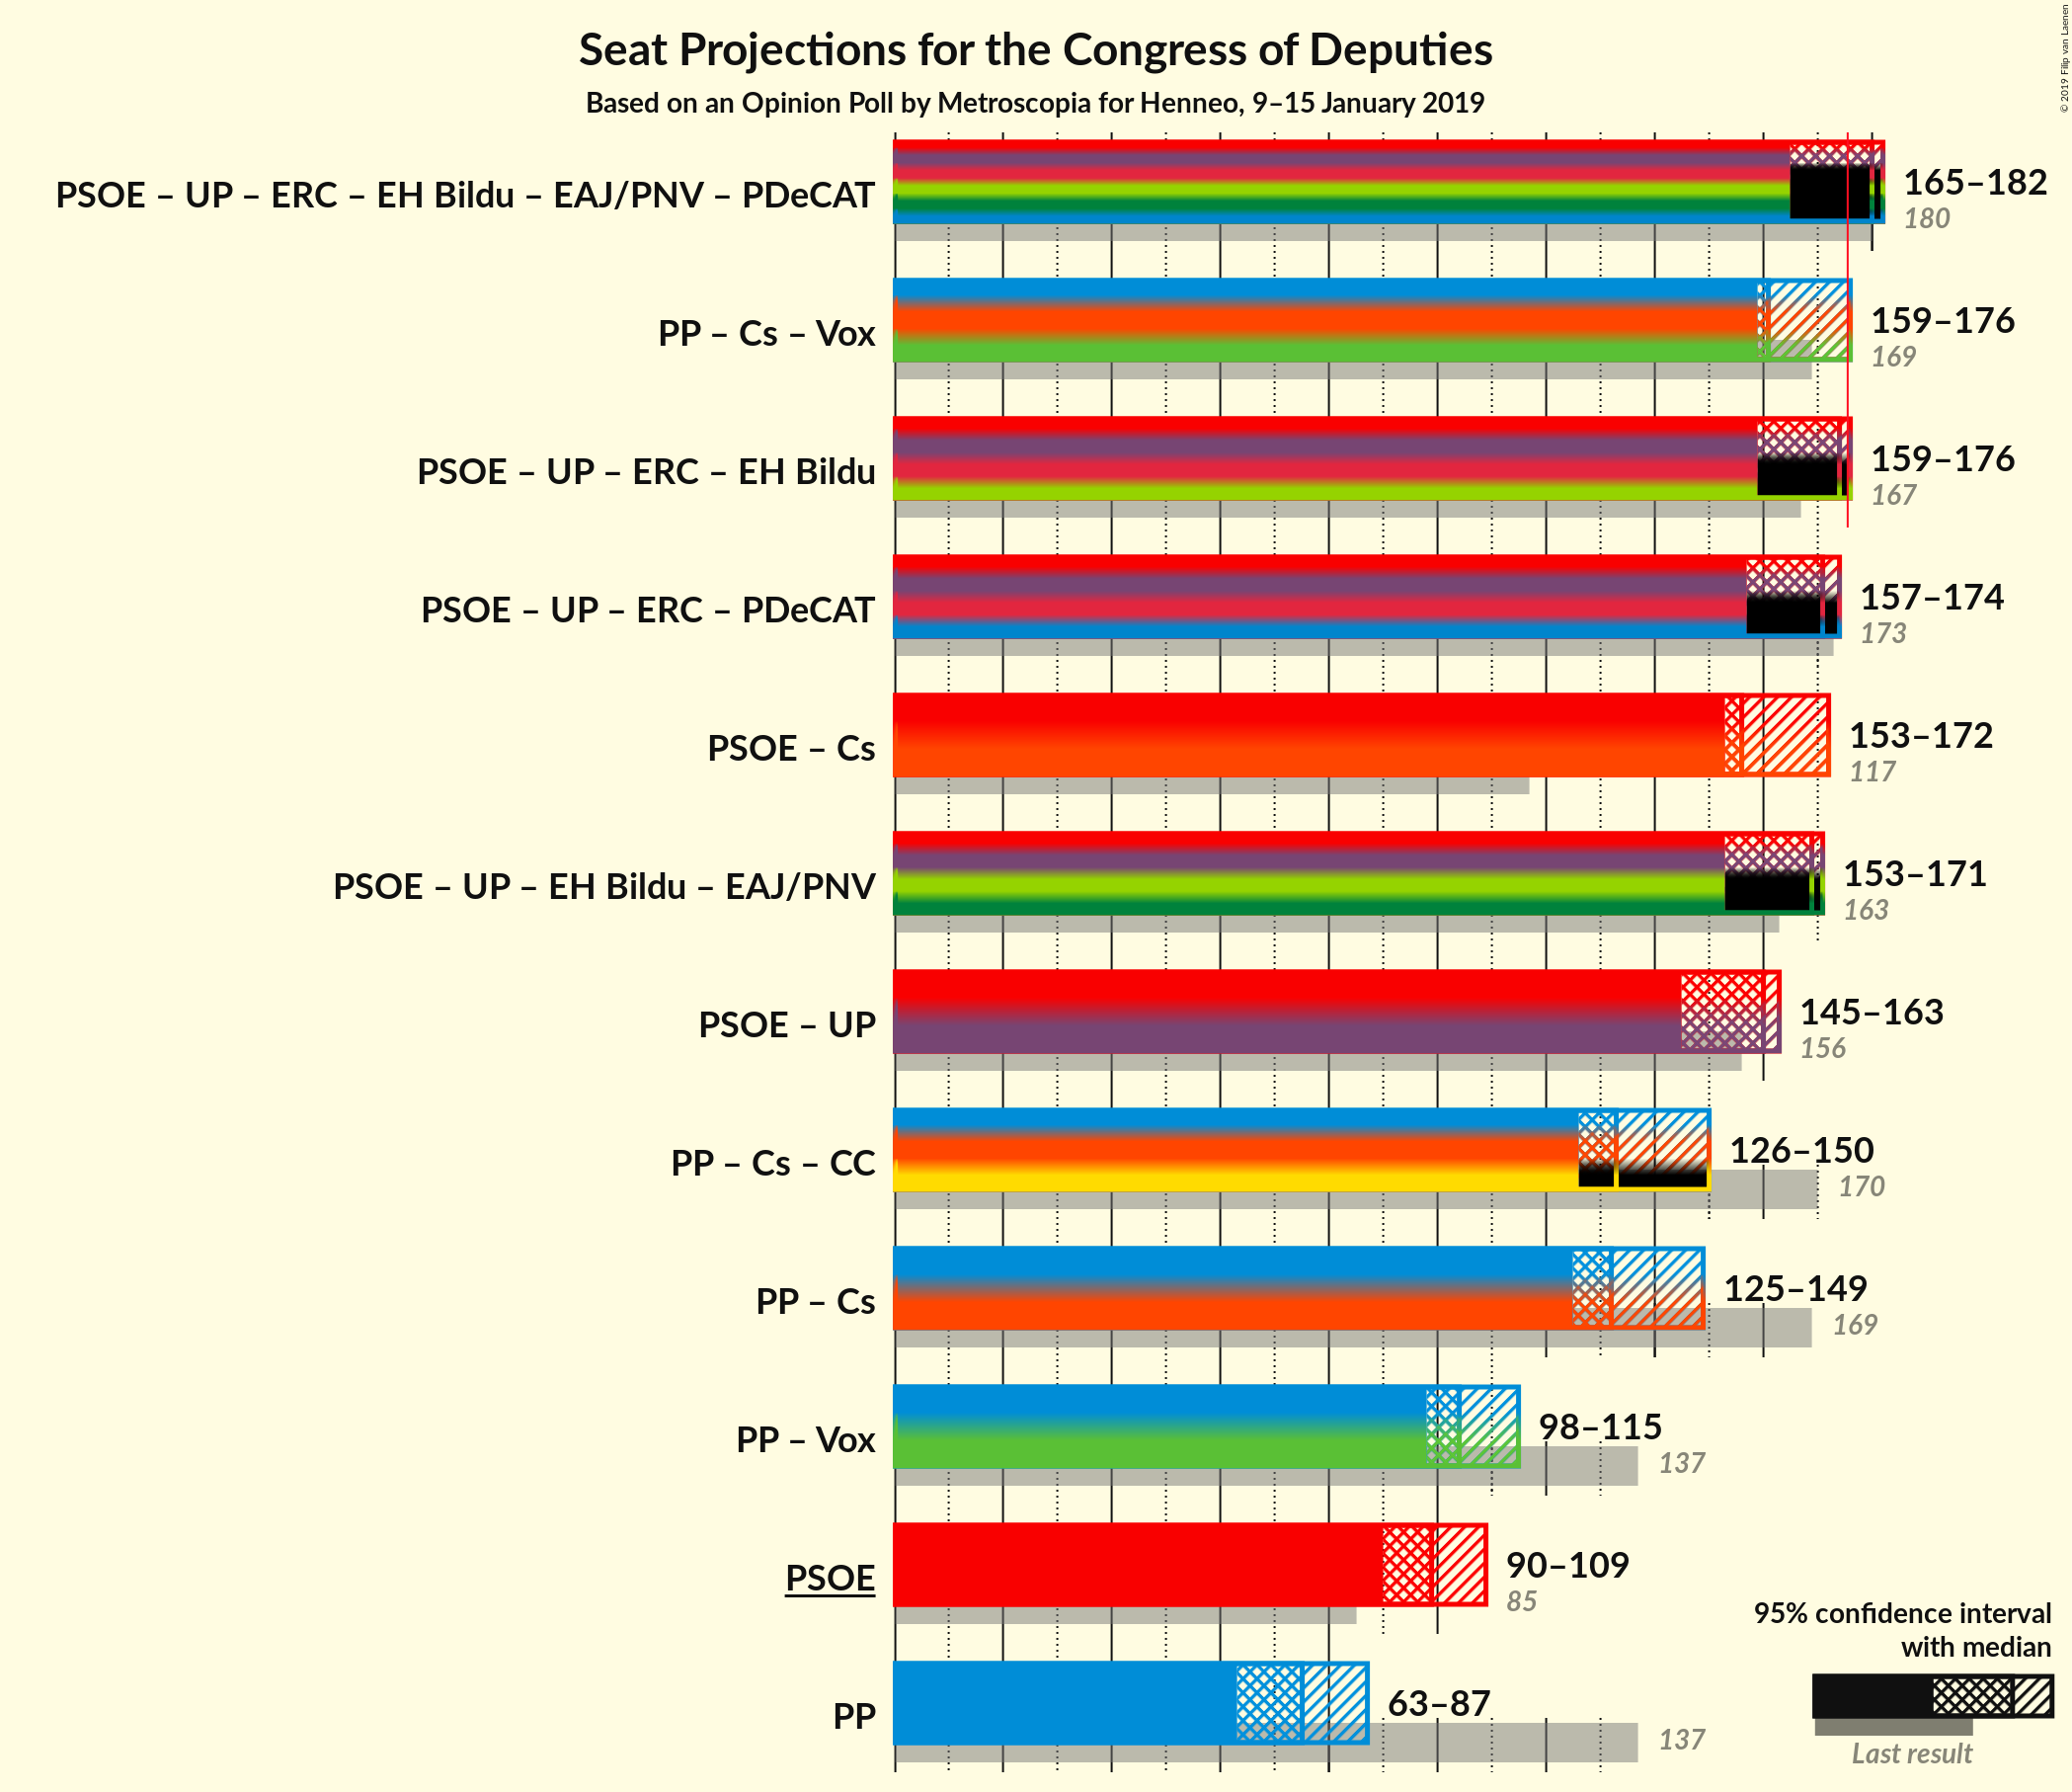 Seat Projections for the Congress of Deputies
Based on an Opinion Poll by Metroscopia for Henneo, 9–15 January 2019
© 2019 Filip van Laenen
PSOE – UP – ERC – EH Bildu – EAJ/PNV – PDeCAT
165–182
180
PP – Cs – Vox
159–176
169
PSOE – UP – ERC – EH Bildu
159–176
167
PSOE – UP – ERC – PDeCAT
157–174
173
PSOE – Cs
153–172
117
PSOE – UP – EH Bildu – EAJ/PNV
153–171
163
PSOE – UP
145–163
156
PP – Cs – CC
126–150
170
PP – Cs
125–149
169
PP – Vox
98–115
137
PSOE
90–109
85
PP
63–87
137
95% confidence interval
with median
Last result